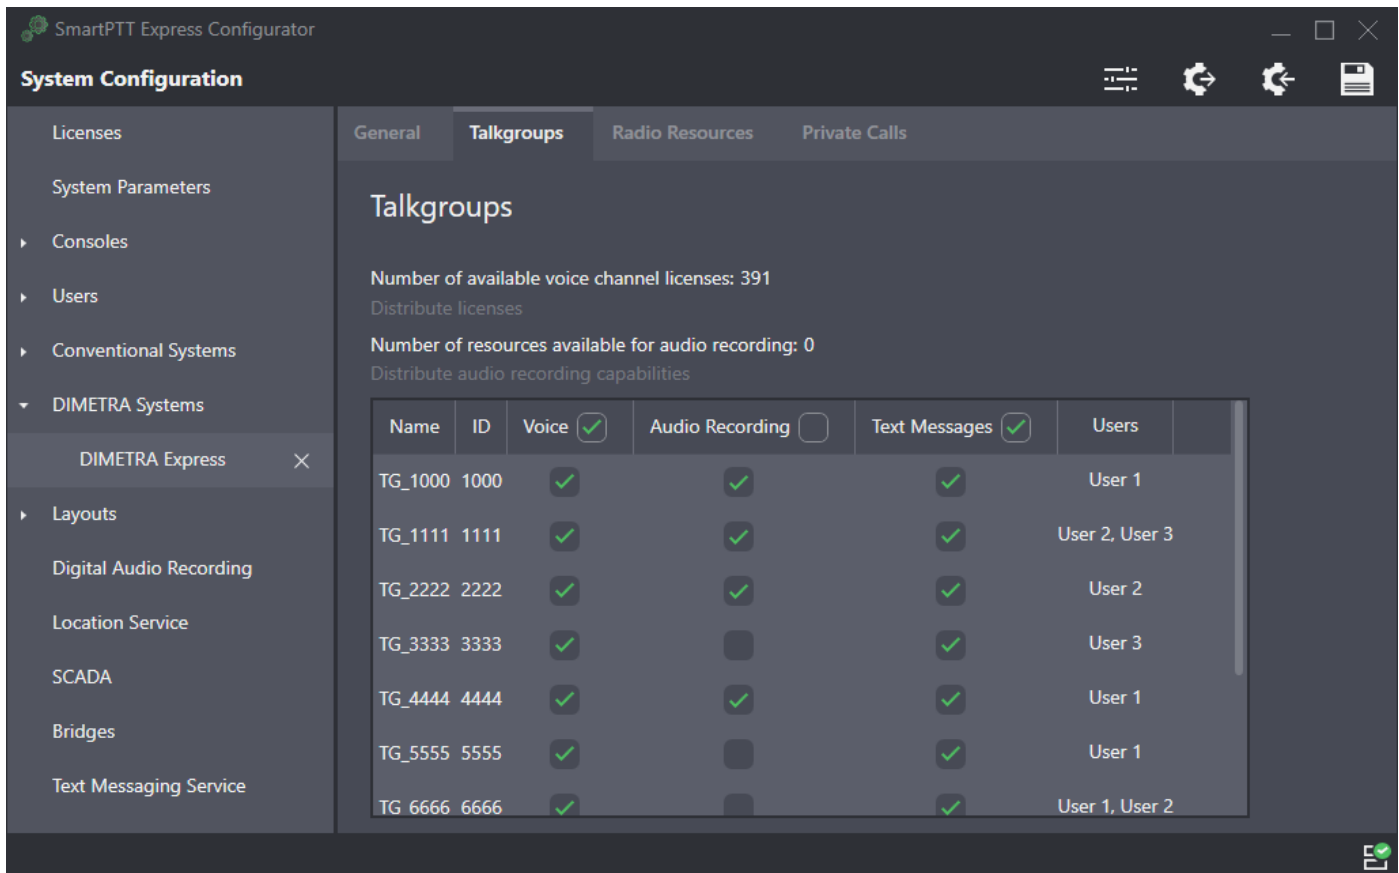 SmartPTT Express Configurator
System Configuration
Licenses
System Parameters
Consoles
Users
Conventional Systems
DIMETRA Systems
DIMETRA Express
Layouts
Digital Audio Recording
Location Service
SCADA
Bridges
Text Messaging Service
General Talkgroups Radio Resources Private Calls
Talkgroups
Number of available voice channel licenses: 391
Distribute licenses
Number of resources available for audio recording: 0
Distribute audio recording capabilities
Name ID Voice Audio Recording Text Messages Users
TG_1000 1000 User 1
TG_1111 1111 User 2, User 3
TG_2222 2222 User 2
TG_3333 3333 User 3
TG_4444 4444 User 1
TG_5555 5555 User 1
TG_6666 6666 User 1, User 2